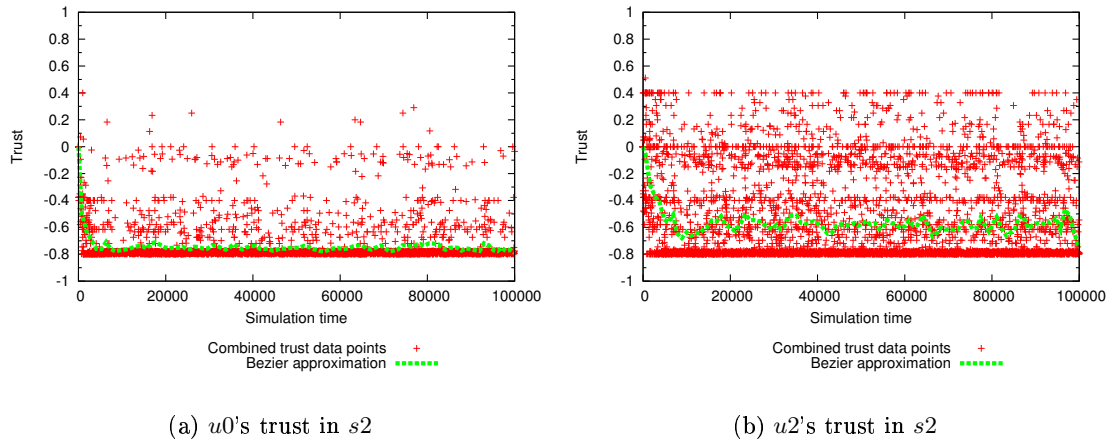 1
0.8
0.6
0.4
0.2
0
-0.2
-0.4
-0.6
-0.8
-1
Trust
0 20000 40000 60000 80000 100000
Simulation time
Combined trust data points
Bezier approximation
(a) u0's trust in s2
1
0.8
0.6
0.4
0.2
0
-0.2
-0.4
-0.6
-0.8
-1
Trust
0 20000 40000 60000 80000 100000
Simulation time
Combined trust data points
Bezier approximation
(b) u2's trust in s2